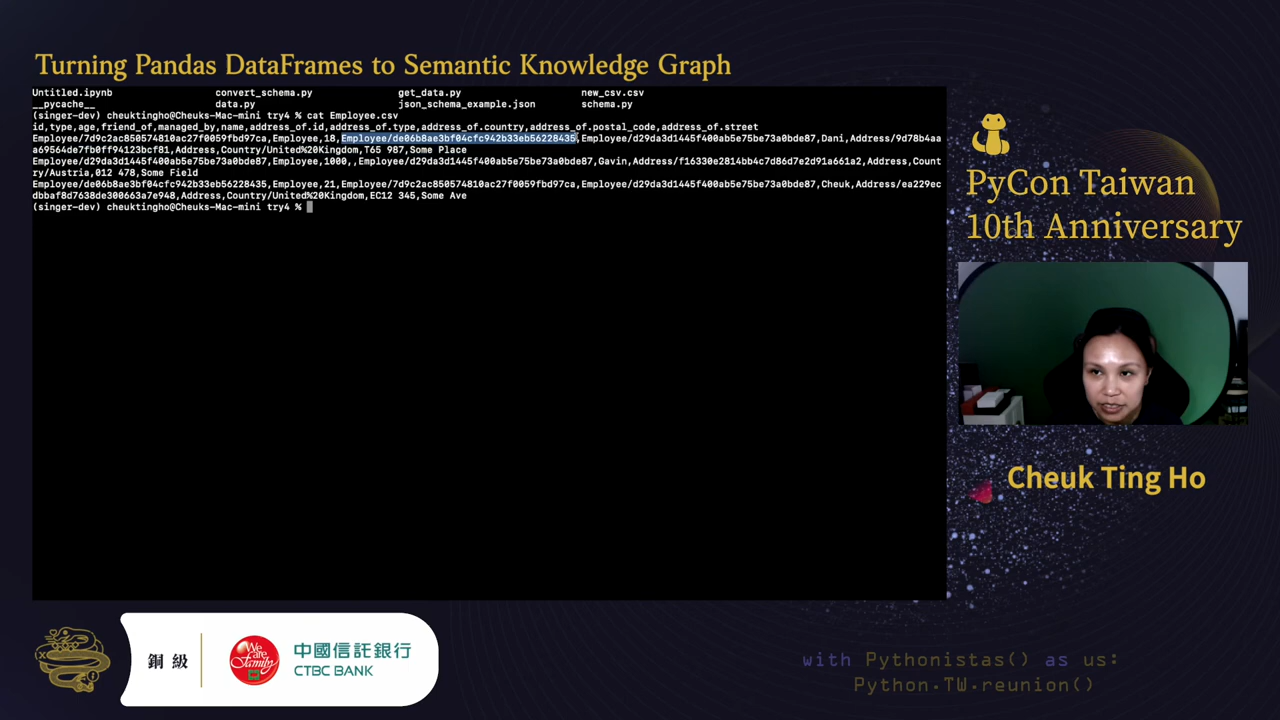 Turning Pandas DataFrames to Semantic Knowledge Graph
Untitled.ipynb convert_schema.py get_data.py new_csv.csv
__pycache__ data.py json_schema_example.json schema.py
(singer-dev) cheuktingho@Cheuks-Mac-mini try4 % cat Employee.csv
id,type,age,friend_of,managed_by,name,address_of.id,address_of.type,address_of.country,address_of.postal_code,address_of.street
Employee/7d9c2ac850574810ac27f0059fbd97ca,Employee,18,Employee/de06b8ae3bf04cfc942b33eb56228435,Employee/d29da3d1445f400ab5e75be73a0bde87,Dani,Address/9d78b4aa
a69564de7fb0ff94123bcf81,Address,Country/United%20Kingdom,T65 987,Some Place
Employee/d29da3d1445f400ab5e75be73a0bde87,Employee,1000,,Employee/d29da3d1445f400ab5e75be73a0bde87,Gavin,Address/f16330e2814bb4c7d86d7e2d91a661a2,Address,Count
ry/Austria,012 478,Some Field
Employee/de06b8ae3bf04cfc942b33eb56228435,Employee,21,Employee/7d9c2ac850574810ac27f0059fbd97ca,Employee/d29da3d1445f400ab5e75be73a0bde87,Cheuk,Address/ea229ec
dbbaf8d7638de300663a7e948,Address,Country/United%20Kingdom,EC12 345,Some Ave
(singer-dev) cheuktingho@Cheuks-Mac-mini try4 %
PyCon Taiwan
10th Anniversary
Cheuk Ting Ho
銅級
We are Family
中國信託銀行
CTBC BANK
with Pythonistas() as us:
Python.TW.reunion()